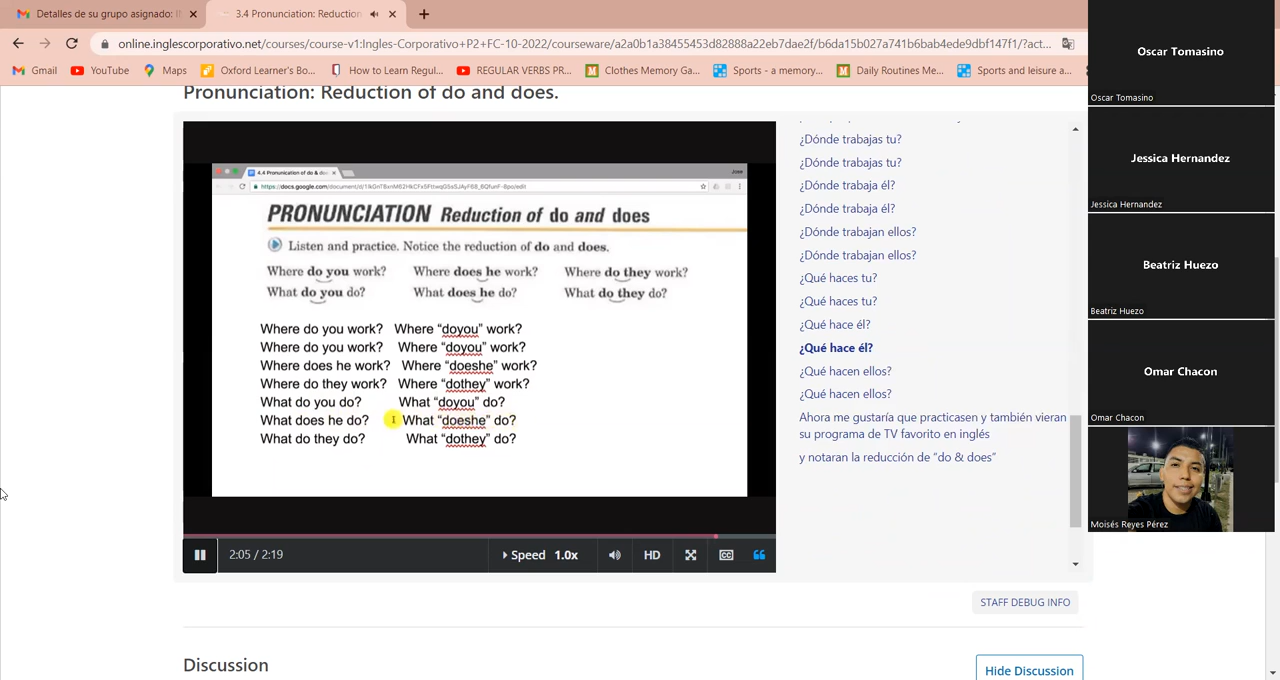 Detalles de su grupo asignado: I
3.4 Pronunciation: Reduction
online.inglescorporativo.net/courses/course-v1:Ingles-Corporativo+P2+FC-10-2022/courseware/a2a0b1a38455453d82888a22eb7dae2f/b6da15b027a741b6bab4ede9dbf147f1/?act...
Gmail
YouTube
Maps
Oxford Learner's Bo...
How to Learn Regul...
REGULAR VERBS PR...
Clothes Memory Ga...
Sports - a memory...
Daily Routines Me...
Sports and leisure a...
Pronunciation: Reduction of do and does.
4.4 Pronunication of do &
Jose
PRONUNCIATION Reduction of do and does
Listen and practice. Notice the reduction of do and does.
Where do you work? Where does he work? Where do they work?
What do you do? What does he do? What do they do?
Where do you work? Where "doyou" work?
Where do you work? Where "doyou" work?
Where does he work? Where "doeshe" work?
Where do they work? Where "dothey" work?
What do you do? What "doyou" do?
What does he do? What "doeshe" do?
What do they do? What "dothey" do?
2:05 / 2:19
Speed 1.0x
HD
CC
¿Dónde trabajas tu?
¿Dónde trabajas tu?
¿Dónde trabaja él?
¿Dónde trabaja él?
¿Dónde trabajan ellos?
¿Dónde trabajan ellos?
¿Qué haces tu?
¿Qué haces tu?
¿Qué hace él?
¿Qué hace él?
¿Qué hacen ellos?
¿Qué hacen ellos?
Ahora me gustaría que practicasen y también vieran
su programa de TV favorito en inglés
y notaran la reducción de "do & does"
STAFF DEBUG INFO
Discussion
Hide Discussion
Oscar Tomasino
Oscar Tomasino
Jessica Hernandez
Jessica Hernandez
Beatriz Huezo
Beatriz Huezo
Omar Chacon
Omar Chacon
Moisés Reyes Pérez